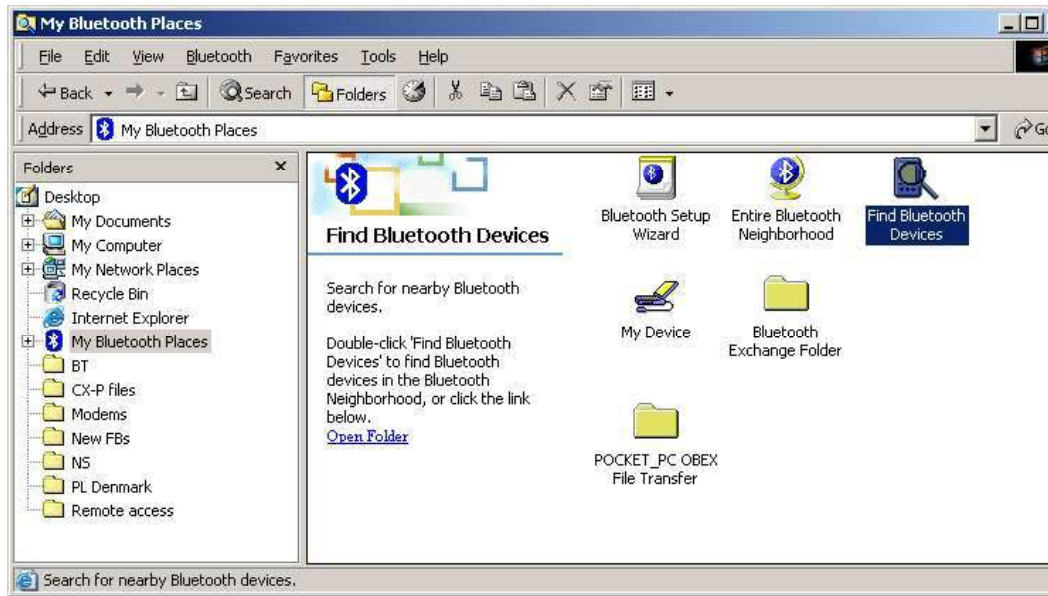 My Bluetooth Places
File Edit View Bluetooth Favorites Tools Help
Back Search Folders
Address My Bluetooth Places Go
Folders x
Desktop
My Documents
My Computer
My Network Places
Recycle Bin
Internet Explorer
My Bluetooth Places
BT
CX-P files
Modems
New FBs
NS
PL Denmark
Remote access
Find Bluetooth Devices
Search for nearby Bluetooth
devices.
Double-click 'Find Bluetooth
Devices' to find Bluetooth
devices in the Bluetooth
Neighborhood, or click the link
below.
Open Folder
Bluetooth Setup
Wizard
Entire Bluetooth
Neighborhood
Find Bluetooth
Devices
My Device
Bluetooth
Exchange Folder
POCKET_PC OBEX
File Transfer
Search for nearby Bluetooth devices.